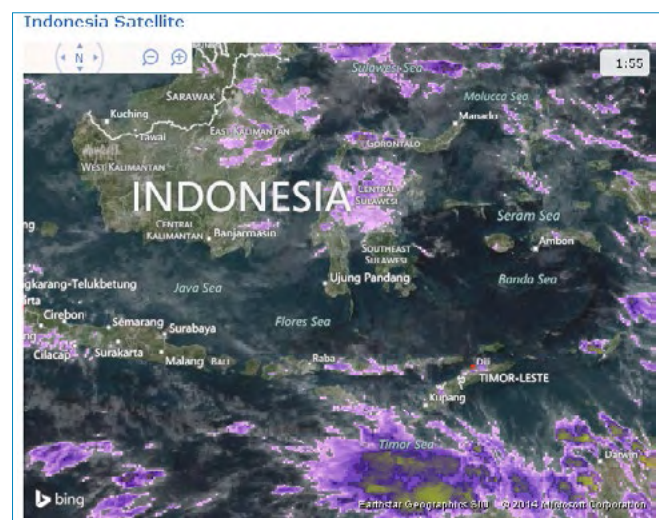 Indonesia Satellite
N
1:55
Sulawesi Sea
SARAWAK
Molucca Sea
Kuching
Manado
Tawai
EAST KALIMANTAN
GORONTALO
WEST KALIMANTAN
INDONESIA
CENTRAL
SULAWESI
CENTRAL
KALIMANTAN
Banjarmasin
Seram Sea
SOUTHEAST
SULAWESI
Ambon
Ujung Pandang
Banda Sea
gkarang-Telukbetung
Java Sea
Cirebon
Semarang
Surabaya
Flores Sea
Cilacap
Surakarta
Malang
BALI
Raba
Dili
TIMOR-LESTE
Kupang
Timor Sea
Darwin
bing
Earthstar Geographics SIO © 2014 Microsoft Corporation